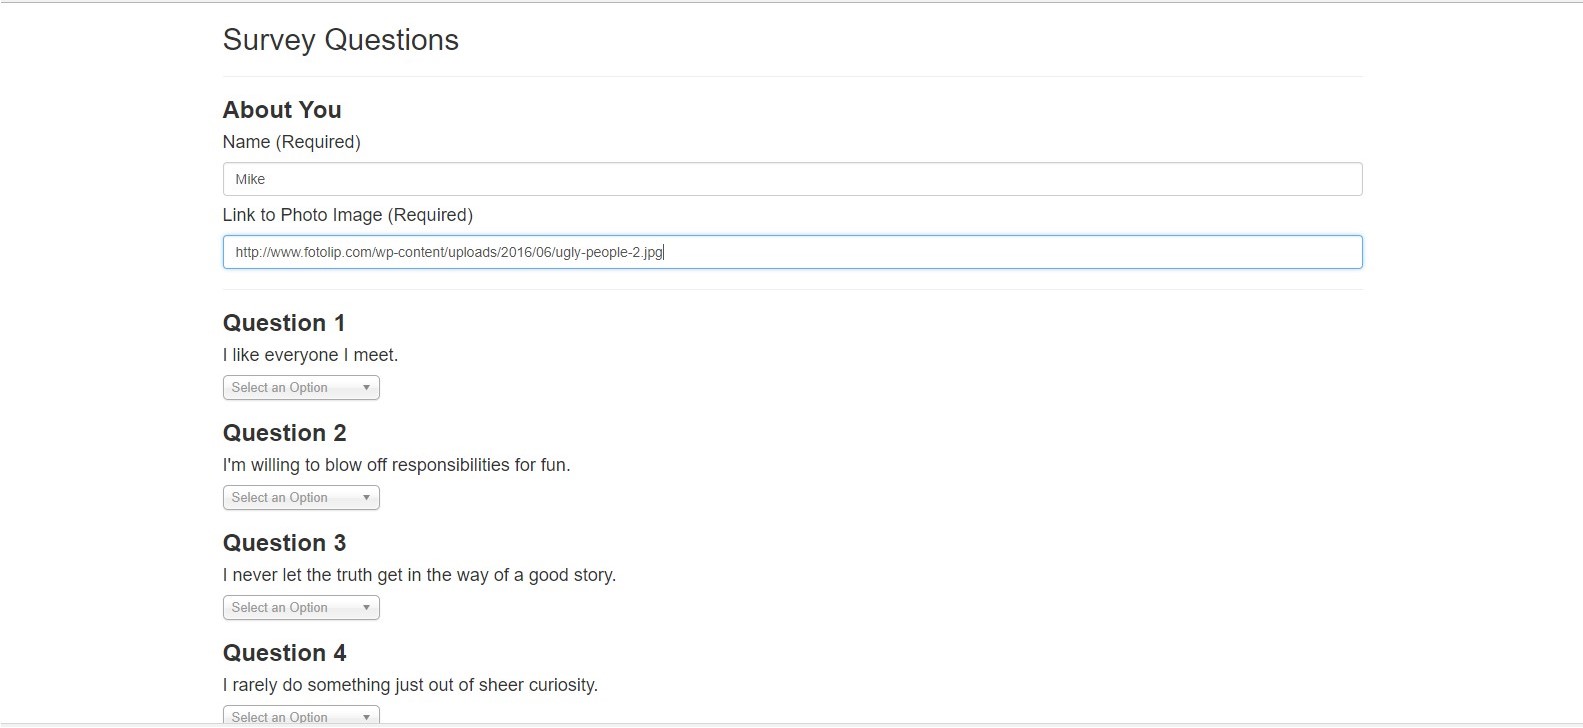 Survey Questions
About You
Name (Required)
Mike
Link to Photo Image (Required)
http://www.fotolip.com/wp-content/uploads/2016/06/ugly-people-2.jpg
Question 1
I like everyone I meet.
Select an Option
Question 2
I'm willing to blow off responsibilities for fun.
Select an Option
Question 3
I never let the truth get in the way of a good story.
Select an Option
Question 4
I rarely do something just out of sheer curiosity.
Select an Option